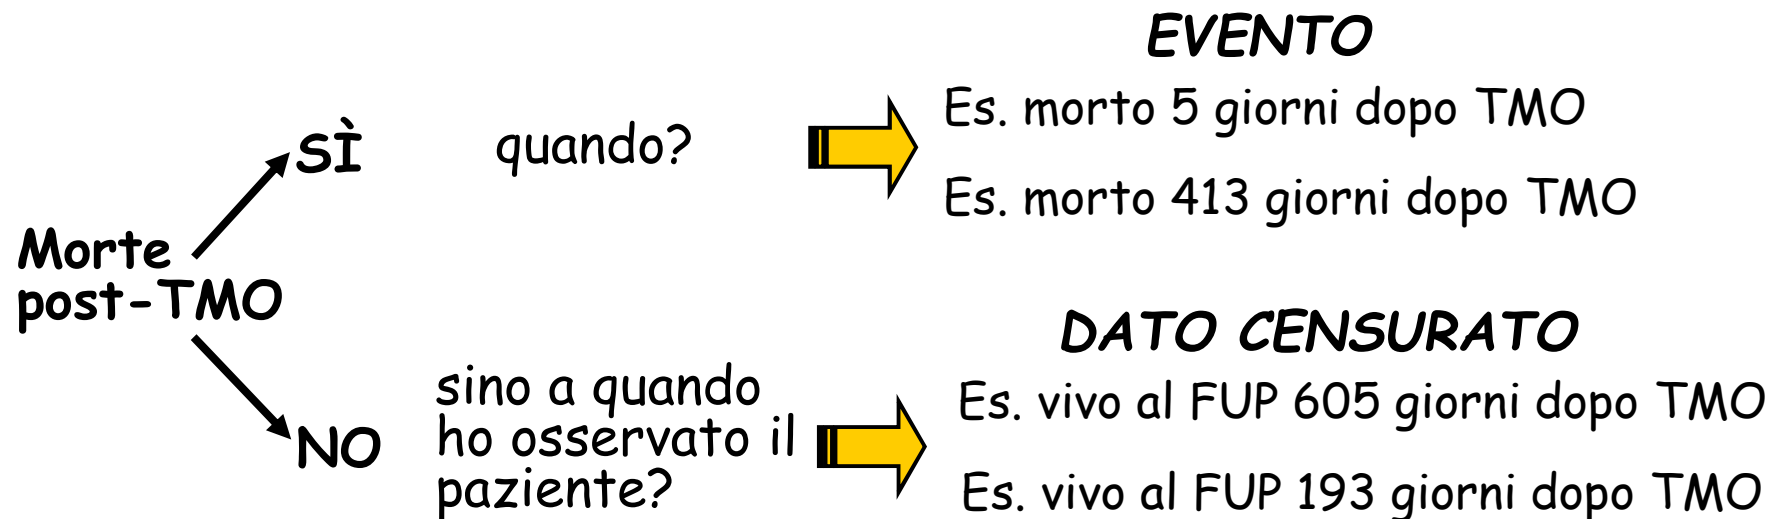 EVENTO
Es. morto 5 giorni dopo TMO
SÌ
quando?
Es. morto 413 giorni dopo TMO
Morte
post-TMO
DATO CENSURATO
sino a quando
ho osservato il
paziente?
Es. vivo al FUP 605 giorni dopo TMO
NO
Es. vivo al FUP 193 giorni dopo TMO